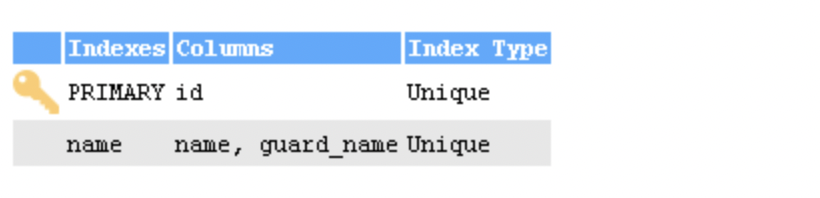 Indexes Columns Index Type
PRIMARY id Unique
name name, guard_name Unique